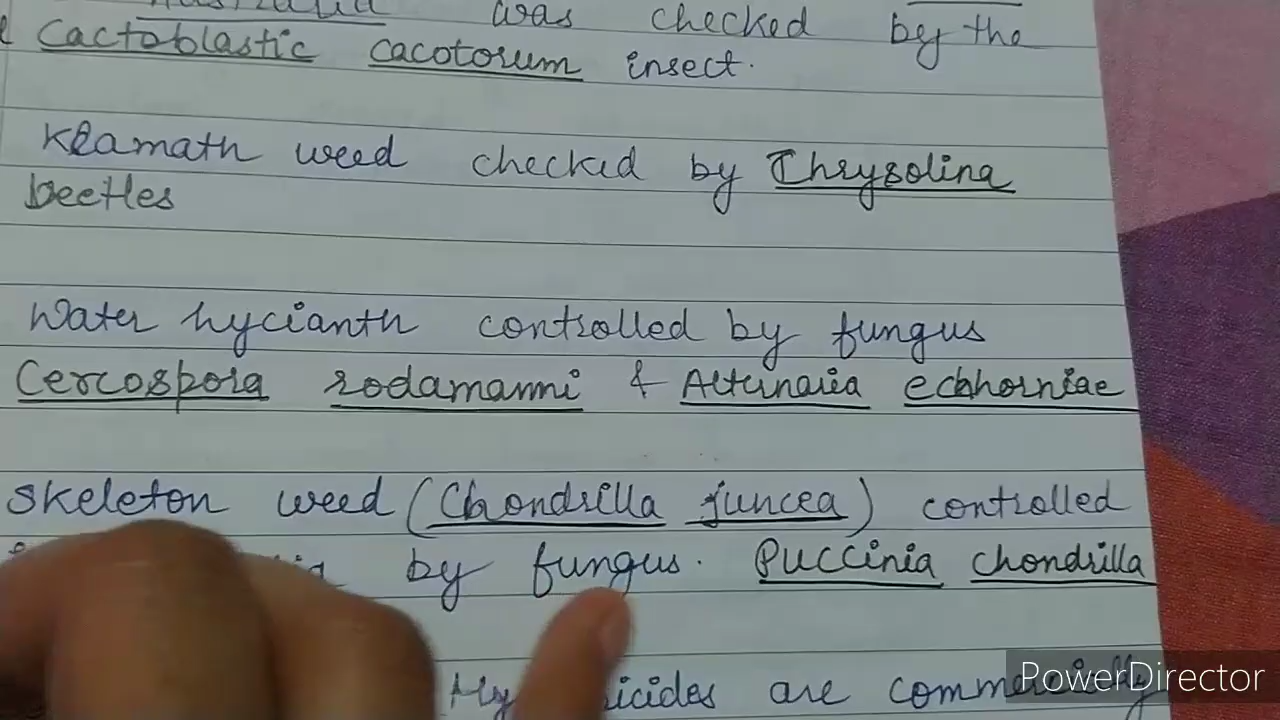 was checked by the
Cactoblastic cacotorum insect.
Klamath weed checked by Chrysolina
beetles
Water hycianth controlled by fungus
Cercospora rodamanni & Alternaria echhorniae
Skeleton weed (Chondrilla juncea) controlled
by fungus. Puccinia chondrilla
are commercially
PowerDirector